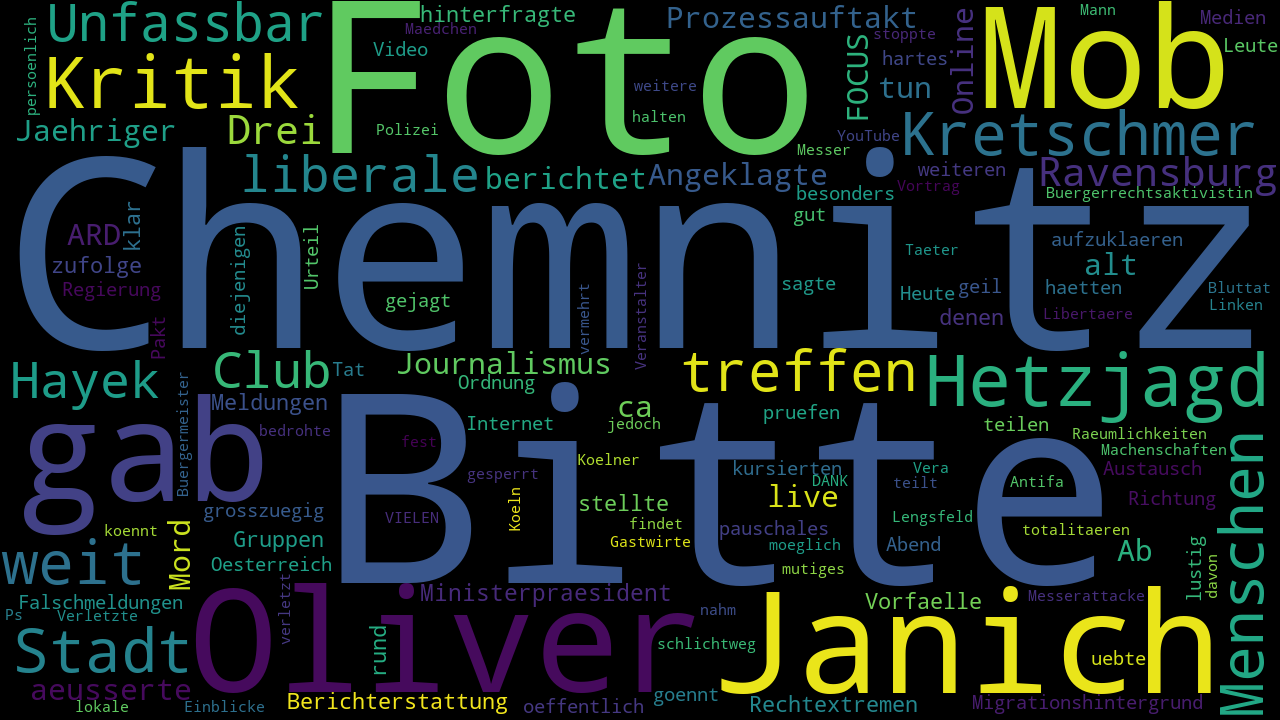 Unfassbar
hinterfragte
Maedchen
Prozessauftakt
Mann
Medien
persoenlich
Kritik
Video
Foto
weitere
halten
Polizei
FOCUS
stoppte
hartes
tun
Online
Mob
Leute
Jaehriger
Drei
YouTube
Kretschmer
liberale
berichtet
Angeklagte
Messer
besonders
weiteren
Vortrag
Ravensburg
Buergerrechtsaktivistin
gut
ARD
klar
zufolge
Regierung
Pakt
diejenigen
Urteil
Chemnitz
gejagt
vermehrt
Veranstalter
sagte
Taeter
Heute
geil
denen
aufzuklaeren
alt
haetten
Libertaere
Bluttat
Linken
Hayek
Club
Tat
Journalismus
Ordnung
treffen
Hetzjagd
Buergermeister
Meldungen
bedrohte
Internet
ca
jedoch
pruefen
teilen
Raeumlichkeiten
Machenschaften
gab
fest
gesperrt
Koelner
kursierten
DANK
Vera
teilt
Antifa
Austausch
Richtung
Menschen
Bitte
grosszuegig
VIELEN
Koeln
stellte
findet
Gastwirte
live
pauschales
moeglich
mutiges
Lengsfeld
Abend
totalitaeren
Ab
koennt
Mord
weit
Gruppen
Oesterreich
lustig
davon
Falschmeldungen
Ps
Verletzte
verletzt
Ministerpraesident
nahm
schlichtweg
Vorfaelle
Messerattacke
Stadt
Oliver
rund
Janich
uebte
aeusserte
lokale
Einblicke
Berichterstattung
oeffentlich
goennt
Rechtextremen
Migrationshintergrund